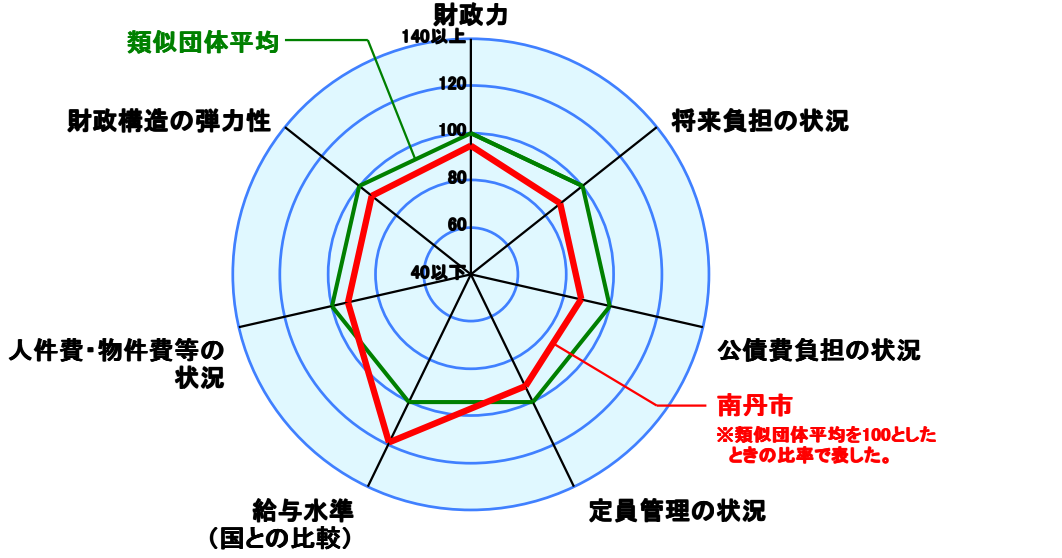 財政力
類似団体平均
140以上
120
100
80
60
40以下
財政構造の弾力性
将来負担の状況
人件費・物件費等の
状況
公債費負担の状況
南丹市
※類似団体平均を100とした
ときの比率で表した。
給与水準
（国との比較）
定員管理の状況